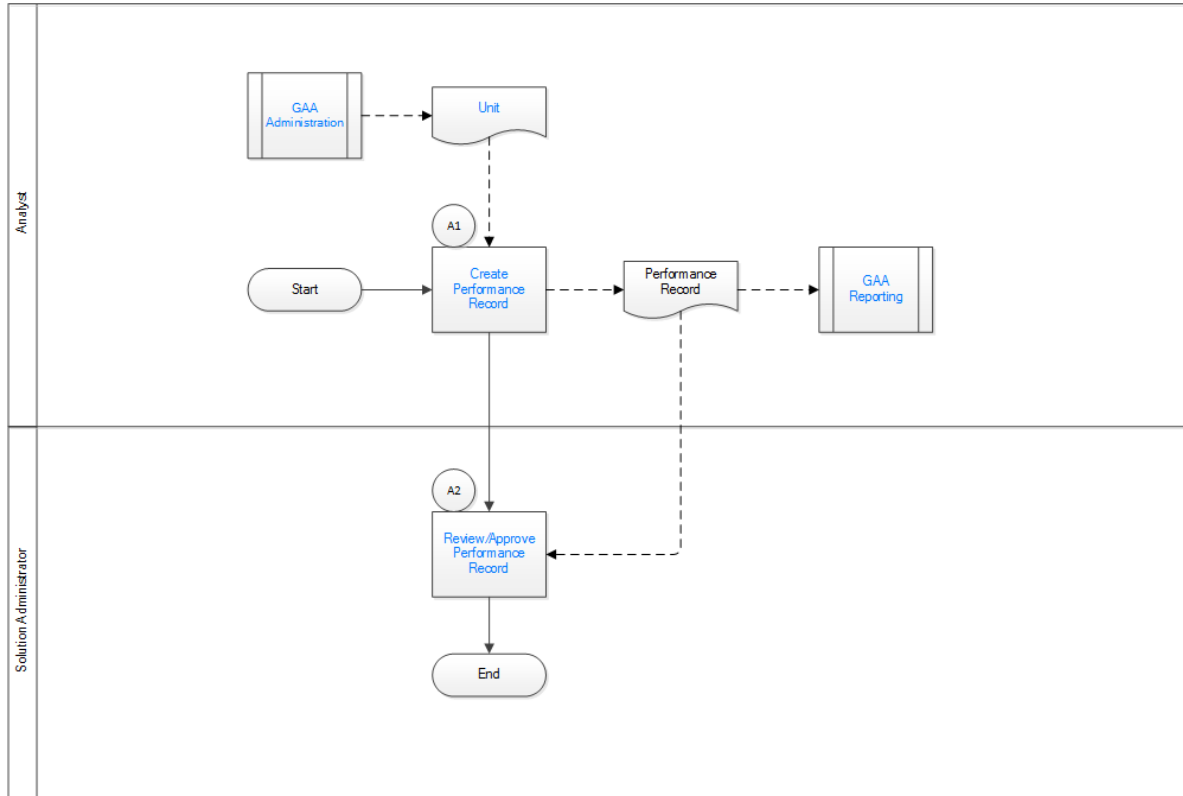 Analyst
GAA
Administration
Unit
A1
Start
Create
Performance
Record
Performance
Record
GAA
Reporting
Solution Administrator
A2
Review/Approve
Performance
Record
End